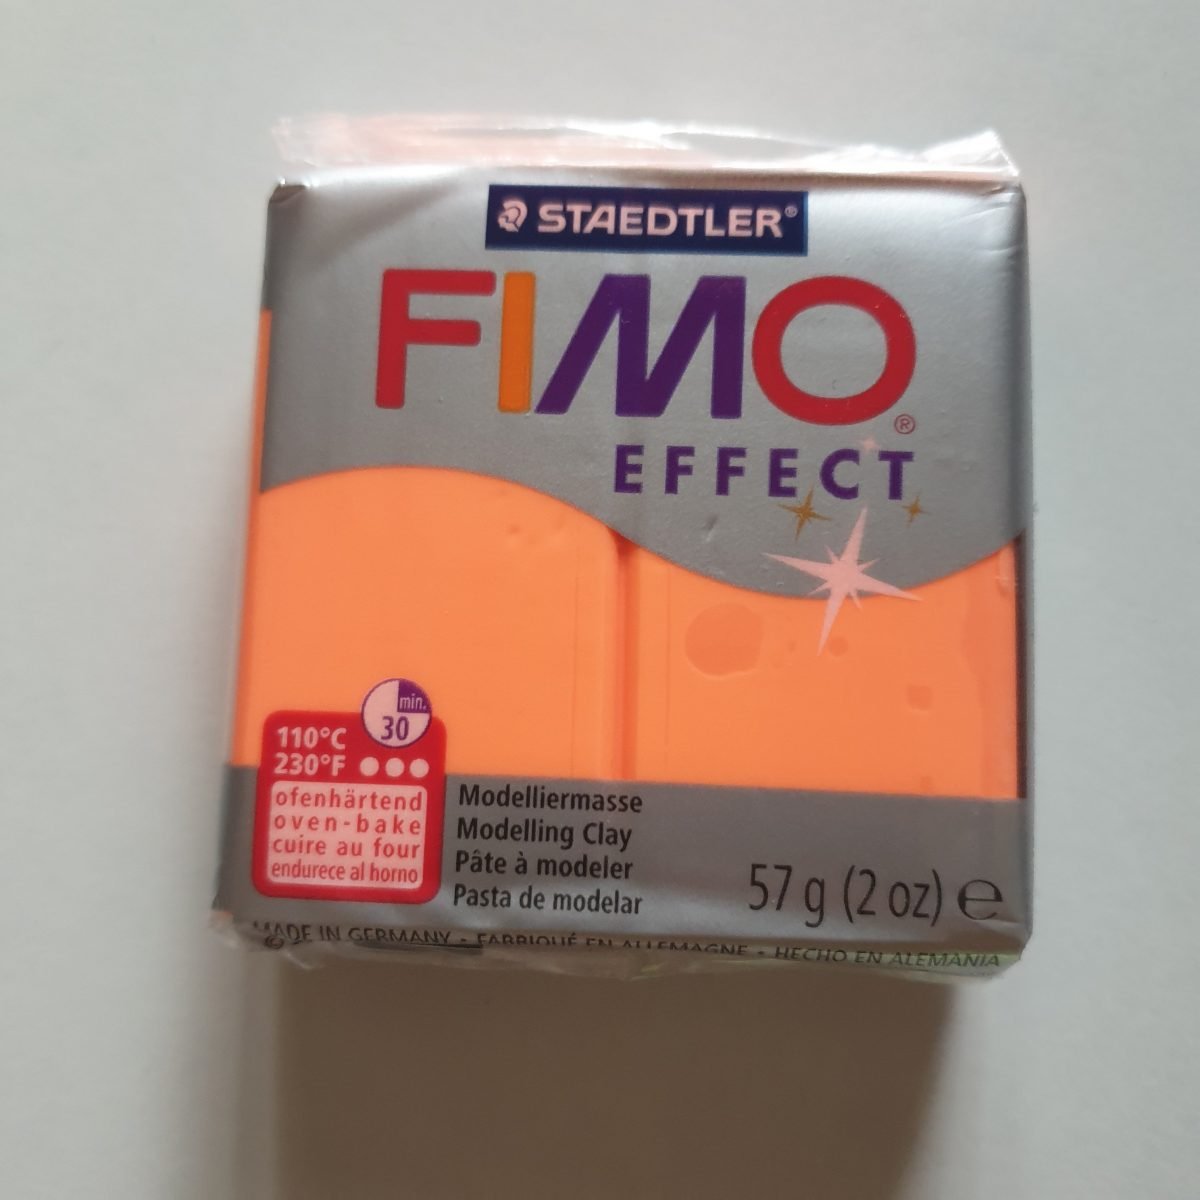 STAEDTLER®
FIMO®
EFFECT
min.
30
110°C
230°F
ofenhärtend
oven-bake
cuire au four
endurece al horno
Modelliermasse
Modelling Clay
Pâte à modeler
Pasta de modelar
57 g (2 oz) ℮
MADE IN GERMANY · FABRIQUÉ EN ALLEMAGNE · HECHO EN ALEMANIA